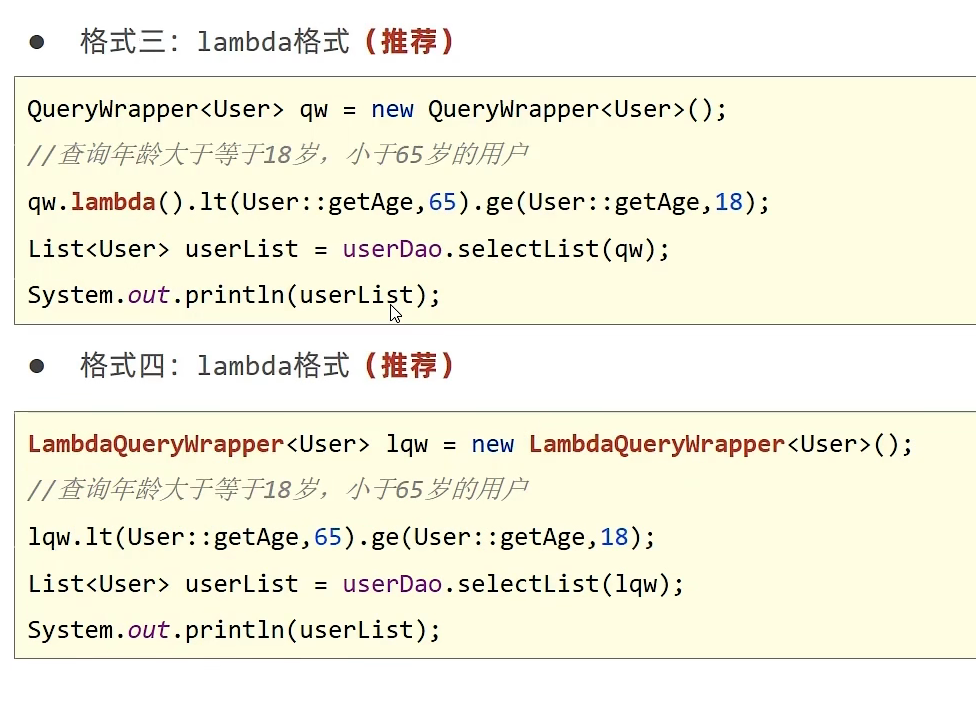 ● 格式三：lambda格式（推荐）
QueryWrapper<User> qw = new QueryWrapper<User>();
//查询年龄大于等于18岁，小于65岁的用户
qw.lambda().lt(User::getAge,65).ge(User::getAge,18);
List<User> userList = userDao.selectList(qw);
System.out.println(userList);
● 格式四：lambda格式（推荐）
LambdaQueryWrapper<User> lqw = new LambdaQueryWrapper<User>();
//查询年龄大于等于18岁，小于65岁的用户
lqw.lt(User::getAge,65).ge(User::getAge,18);
List<User> userList = userDao.selectList(lqw);
System.out.println(userList);